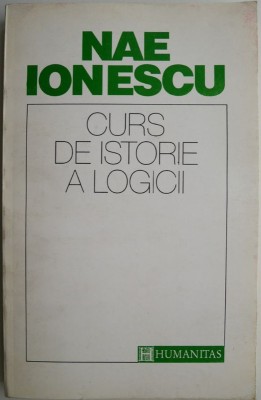 NAE
IONESCU
CURS
DE ISTORIE
A LOGICII
HUMANITAS